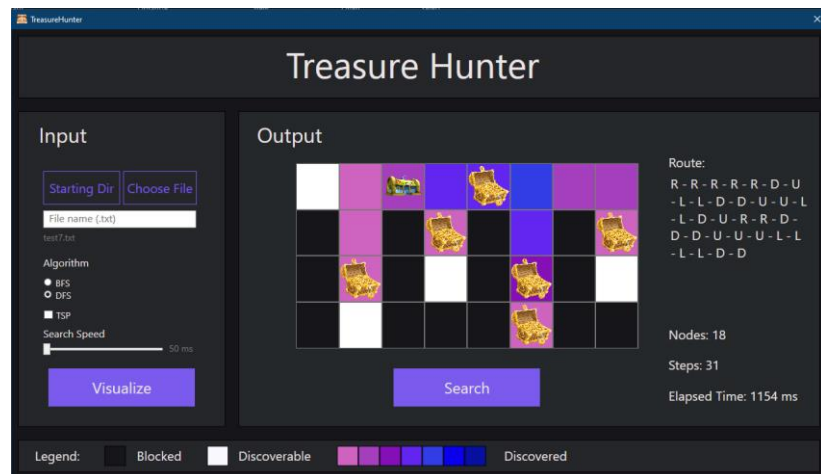 TreasureHunter
Treasure Hunter
Input
Starting Dir
Choose File
File name (.txt)
test7.txt
Algorithm
BFS
DFS
TSP
Search Speed
50 ms
Visualize
Output
Search
Route:
R - R - R - R - R - D - U
- L - L - D - D - U - U - L
- L - D - U - R - R - D -
D - D - U - U - U - L - L
- L - L - D - D
Nodes: 18
Steps: 31
Elapsed Time: 1154 ms
Legend:
Blocked
Discoverable
Discovered